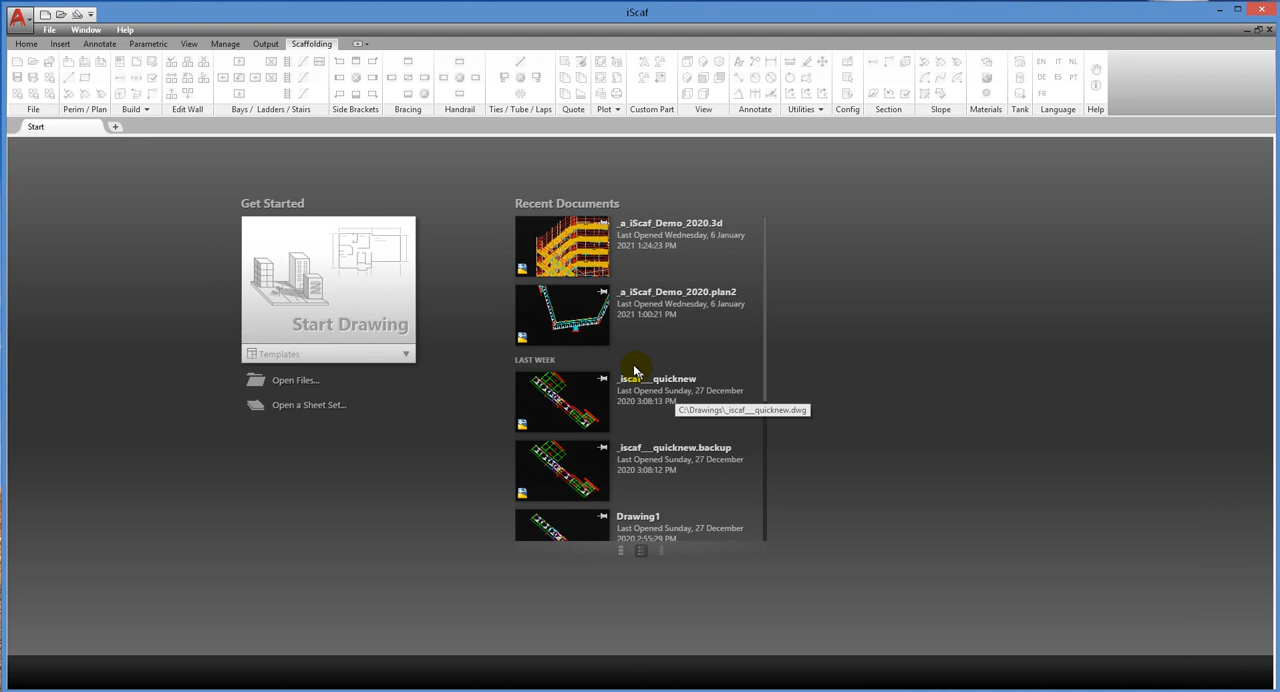 iScaf
File Window Help
Home Insert Annotate Parametric View Manage Output Scaffolding
EN IT NL
DE ES PT
FR
File Perim / Plan Build Edit Wall Bays / Ladders / Stairs Side Brackets Bracing Handrail Ties / Tube / Laps Quote Plot Custom Part View Annotate Utilities Config Section Slope Materials Tank Language Help
Start
Get Started
Start Drawing
Templates
Open Files...
Open a Sheet Set...
Recent Documents
_a_iScaf_Demo_2020.3d
Last Opened Wednesday, 6 January
2021 1:24:23 PM
_a_iScaf_Demo_2020.plan2
Last Opened Wednesday, 6 January
2021 1:00:21 PM
LAST WEEK
_iscaf__quicknew
Last Opened Sunday, 27 December
2020 3:08:13 PM
C:\Drawings\_iscaf__quicknew.dwg
_iscaf__quicknew.backup
Last Opened Sunday, 27 December
2020 3:08:12 PM
Drawing1
Last Opened Sunday, 27 December
2020 2:55:29 PM